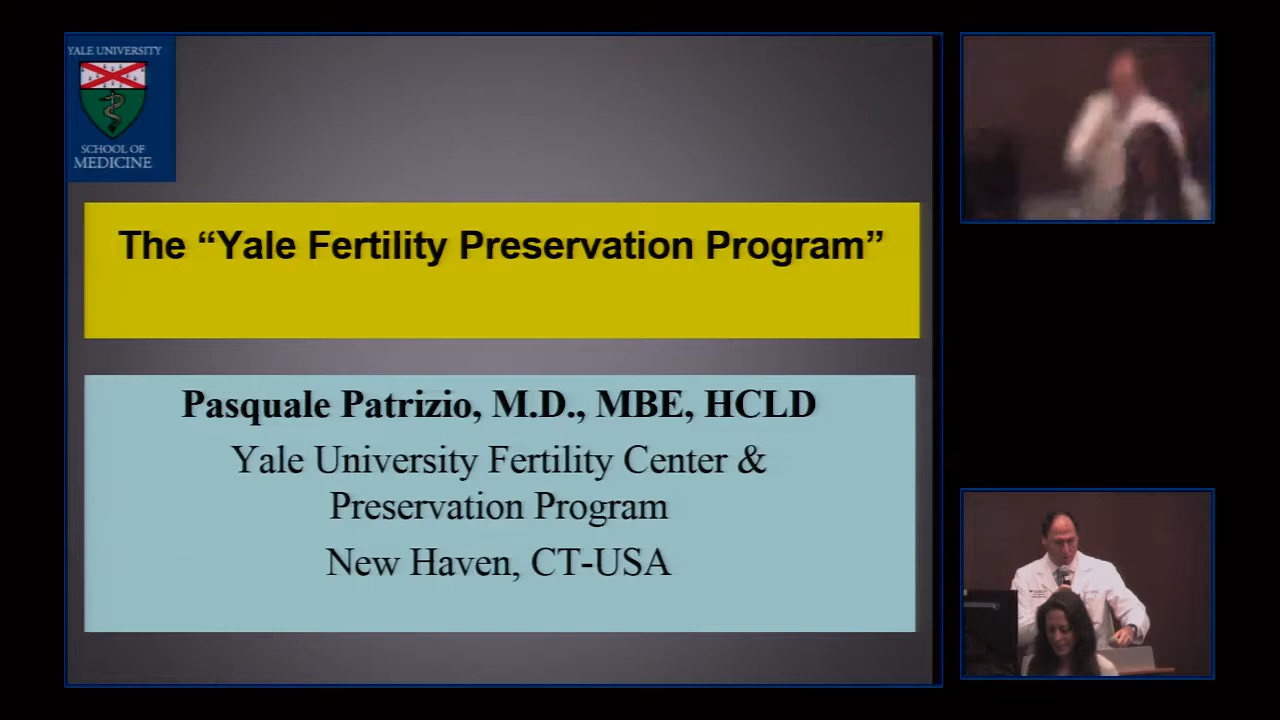 YALE UNIVERSITY
SCHOOL OF
MEDICINE
The “Yale Fertility Preservation Program”
Pasquale Patrizio, M.D., MBE, HCLD
Yale University Fertility Center &
Preservation Program
New Haven, CT-USA